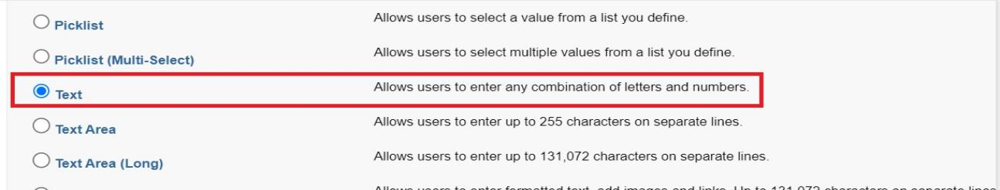 Picklist Allows users to select a value from a list you define.
Picklist (Multi-Select) Allows users to select multiple values from a list you define.
Text Allows users to enter any combination of letters and numbers.
Text Area Allows users to enter up to 255 characters on separate lines.
Text Area (Long) Allows users to enter up to 131,072 characters on separate lines.
Allows users to enter formatted text, add images and links. Up to 131,072 characters on separate lines